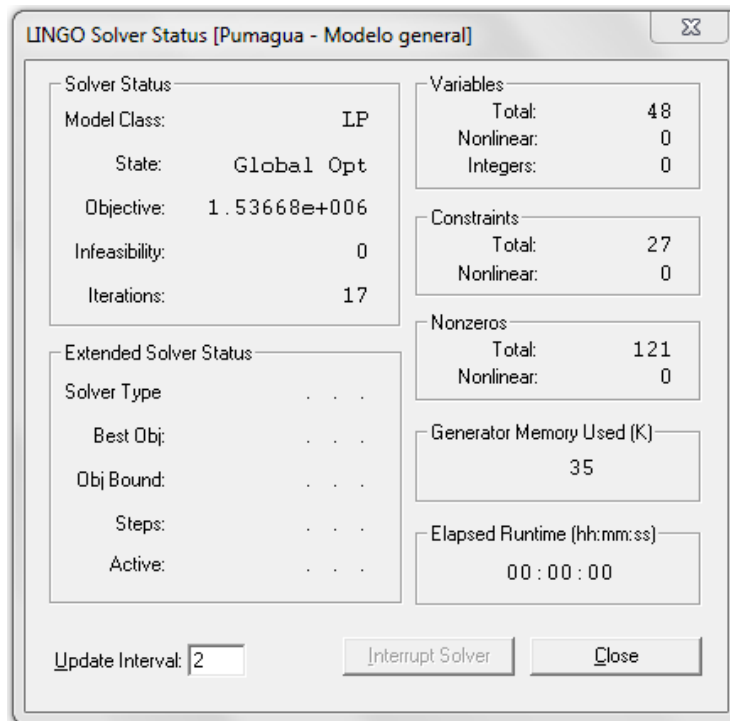 LINGO Solver Status [Pumagua - Modelo general]
Solver Status
Model Class: LP
State: Global Opt
Objective: 1.53668e+006
Infeasibility: 0
Iterations: 17
Extended Solver Status
Solver Type . . .
Best Obj: . . .
Obj Bound: . . .
Steps: . . .
Active: . . .
Variables
Total: 48
Nonlinear: 0
Integers: 0
Constraints
Total: 27
Nonlinear: 0
Nonzeros
Total: 121
Nonlinear: 0
Generator Memory Used (K)
35
Elapsed Runtime (hh:mm:ss)
00:00:00
Update Interval: 2
Interrupt Solver
Close